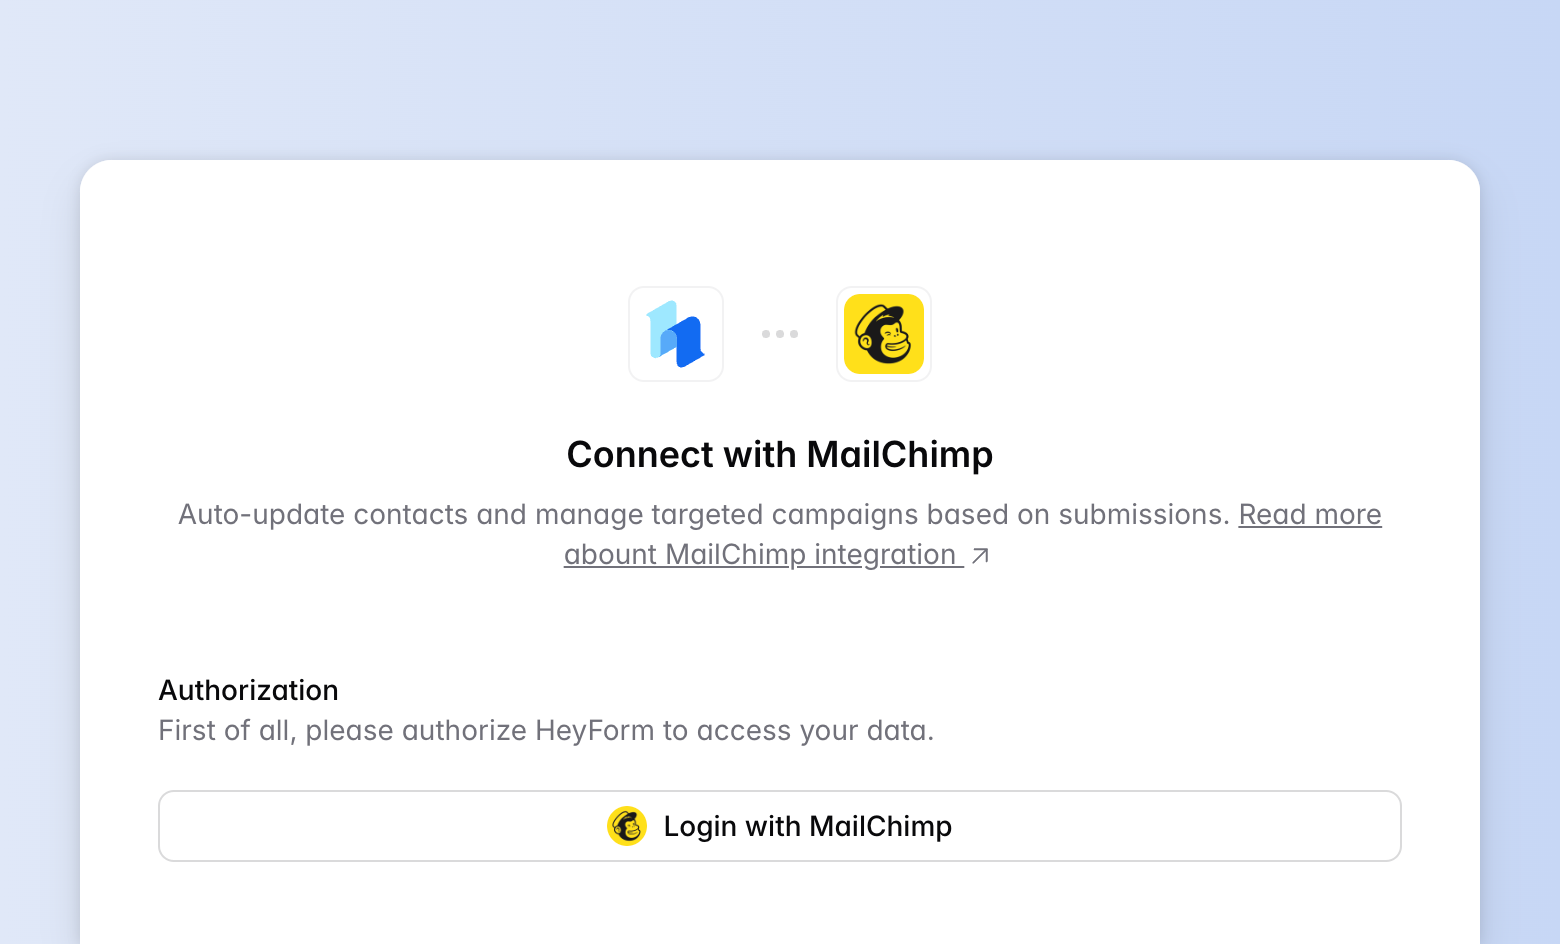 Connect with MailChimp
Auto-update contacts and manage targeted campaigns based on submissions. Read more
abount MailChimp integration ↗
Authorization
First of all, please authorize HeyForm to access your data.
Login with MailChimp